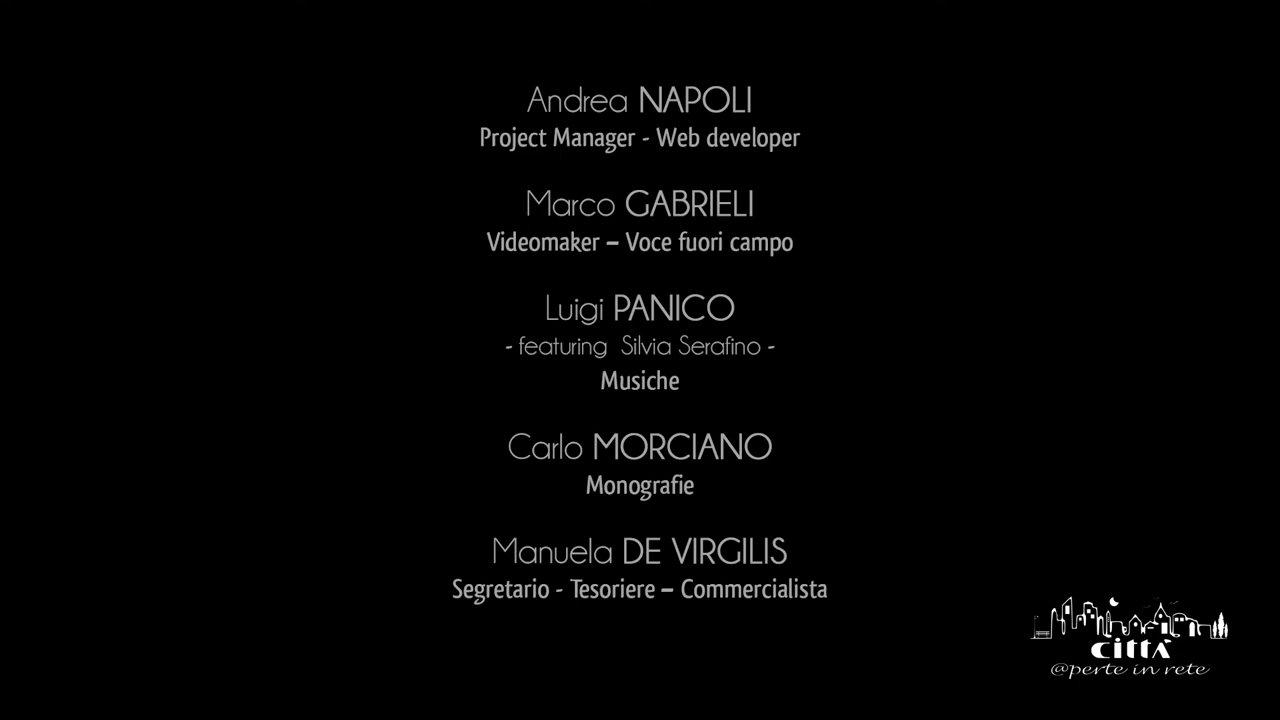 Andrea NAPOLI
Project Manager - Web developer
Marco GABRIELI
Videomaker – Voce fuori campo
Luigi PANICO
- featuring Silvia Serafino -
Musiche
Carlo MORCIANO
Monografie
Manuela DE VIRGILIS
Segretario - Tesoriere – Commercialista
CITTÀ
@perte in rete